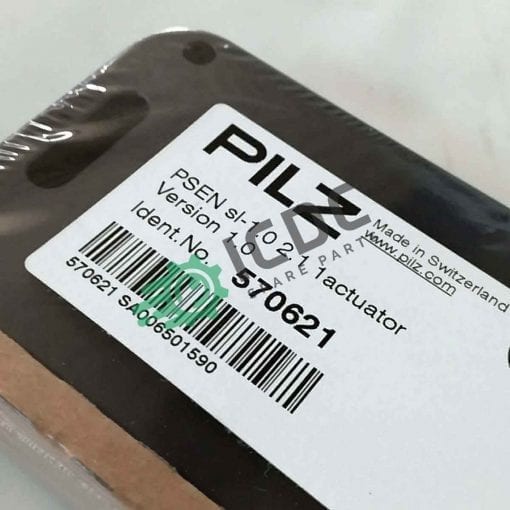 PILZ
PSEN sl-1.0 2.1 1actuator
Version 1.0
Ident.No. 570621
570621 SA006501590
Made in Switzerland
www.pilz.com
ICDC
SPARE PARTS